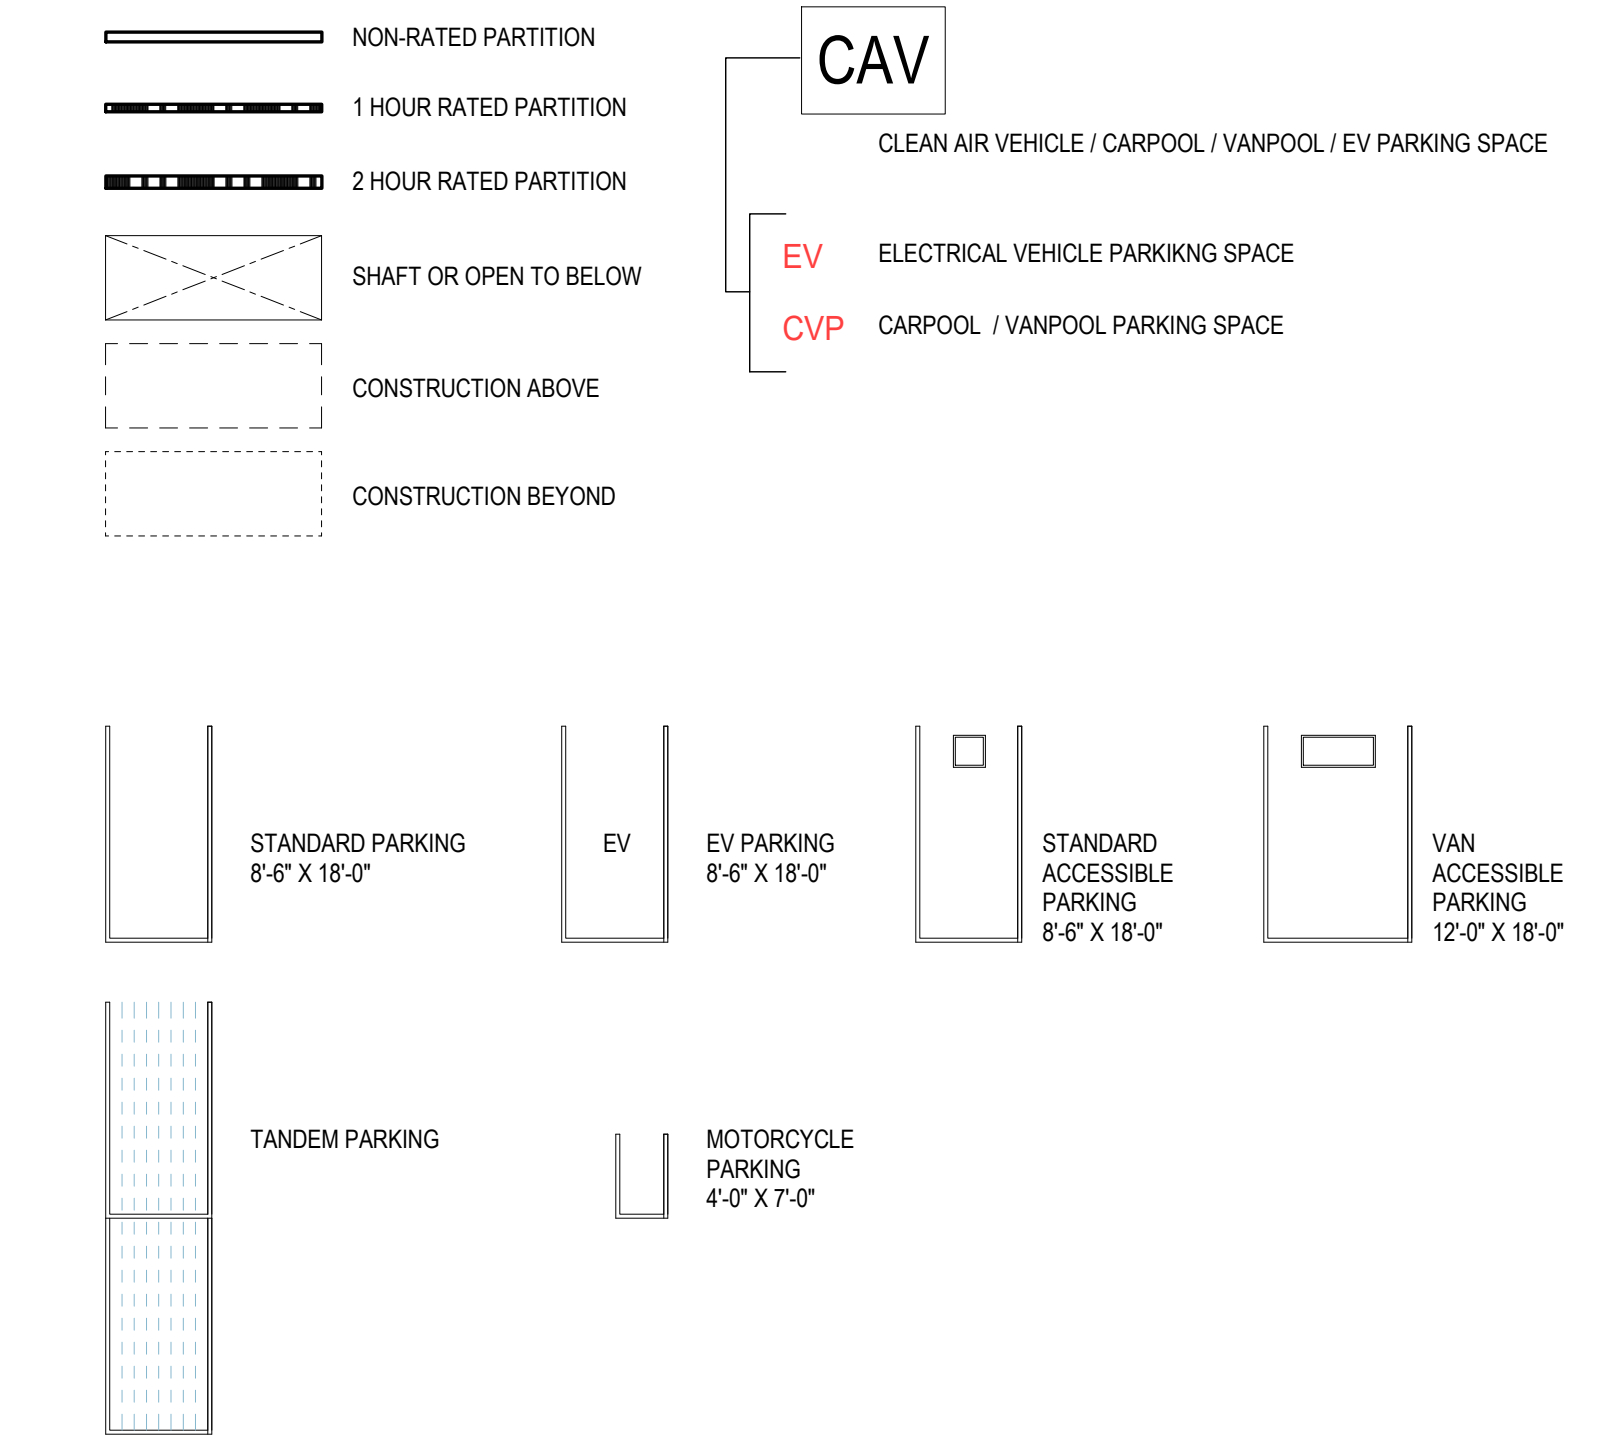 NON-RATED PARTITION
1 HOUR RATED PARTITION
2 HOUR RATED PARTITION
SHAFT OR OPEN TO BELOW
CONSTRUCTION ABOVE
CONSTRUCTION BEYOND
CAV
CLEAN AIR VEHICLE / CARPOOL / VANPOOL / EV PARKING SPACE
EV ELECTRICAL VEHICLE PARKIKNG SPACE
CVP CARPOOL / VANPOOL PARKING SPACE
STANDARD PARKING
8'-6" X 18'-0"
EV
EV PARKING
8'-6" X 18'-0"
STANDARD
ACCESSIBLE
PARKING
8'-6" X 18'-0"
VAN
ACCESSIBLE
PARKING
12'-0" X 18'-0"
TANDEM PARKING
MOTORCYCLE
PARKING
4'-0" X 7'-0"